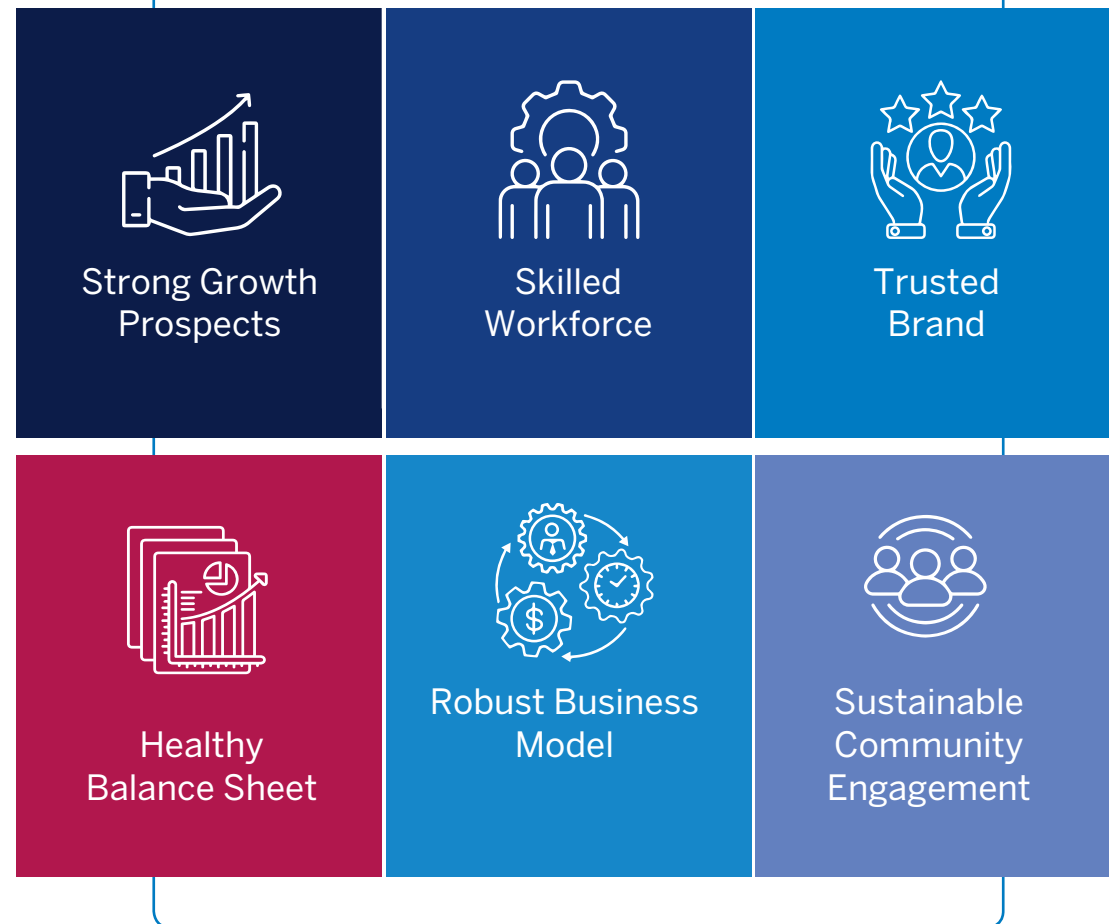 Strong Growth
Prospects
Skilled
Workforce
Trusted
Brand
Healthy
Balance Sheet
$
Robust Business
Model
Sustainable
Community
Engagement